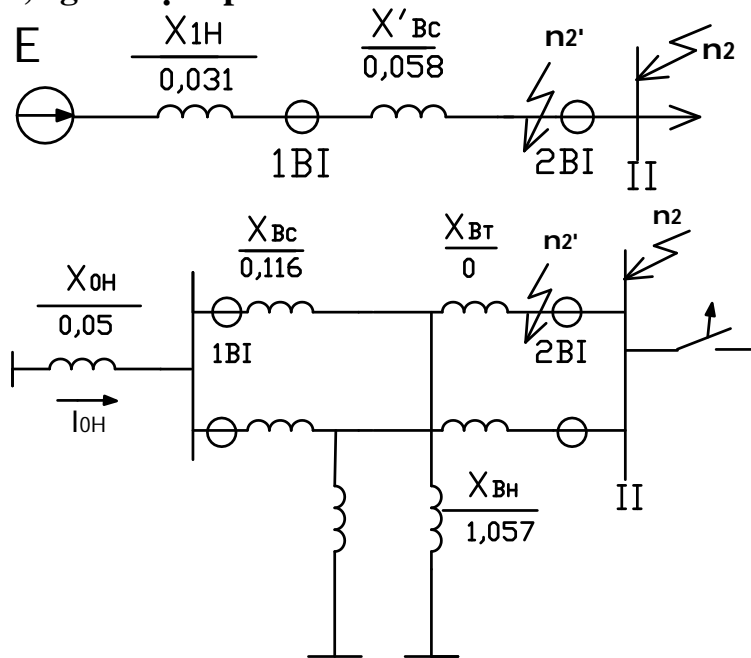 E
X1H
0,031
X'BC
0,058
n2'
n2
1BI
2BI
II
X0H
0,05
I0H
XBC
0,116
XBT
0
n2'
n2
1BI
2BI
XBH
1,057
II